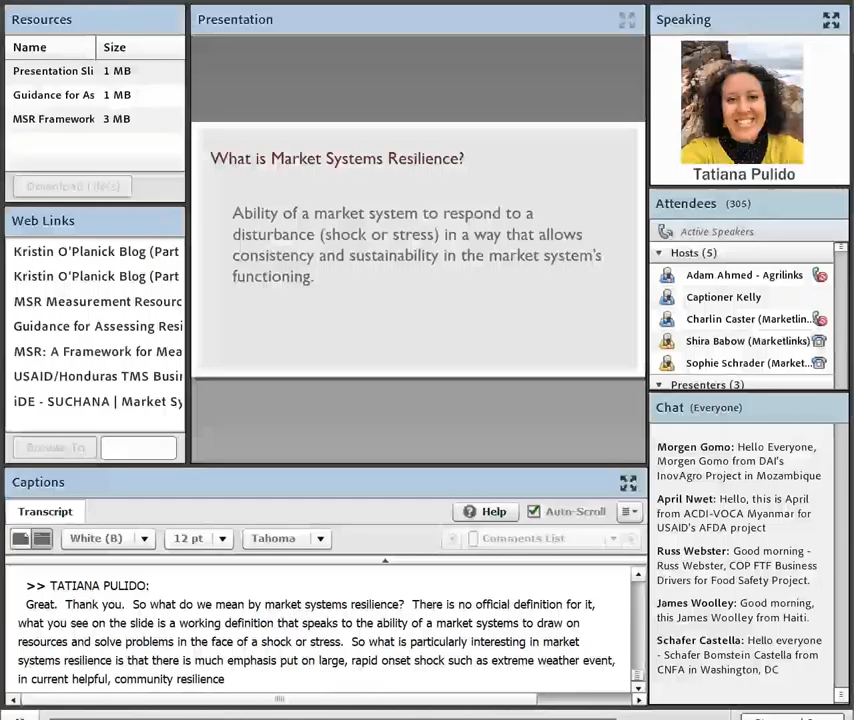 Resources
Name Size
Presentation Sli 1 MB
Guidance for As 1 MB
MSR Framework 3 MB
Download File(s)
Web Links
Kristin O'Planick Blog (Part
Kristin O'Planick Blog (Part
MSR Measurement Resourc
Guidance for Assessing Resi
MSR: A Framework for Mea
USAID/Honduras TMS Busin
iDE - SUCHANA | Market Sy
Browse To
Presentation
What is Market Systems Resilience?
Ability of a market system to respond to a
disturbance (shock or stress) in a way that allows
consistency and sustainability in the market system's
functioning.
Speaking
Tatiana Pulido
Attendees (305)
Active Speakers
Hosts (5)
Adam Ahmed - Agrilinks
Captioner Kelly
Charlin Caster (Marketlin..
Shira Babow (Marketlinks)
Sophie Schrader (Market...
Presenters (3)
Chat (Everyone)
Morgen Gomo: Hello Everyone,
Morgen Gomo from DAI's
InovAgro Project in Mozambique
April Nwet: Hello, this is April
from ACDI-VOCA Myanmar for
USAID's AFDA project
Russ Webster: Good morning -
Russ Webster, COP FTF Business
Drivers for Food Safety Project.
James Woolley: Good morning,
this James Woolley from Haiti.
Schafer Castella: Hello everyone
- Schafer Bomstein Castella from
CNFA in Washington, DC
Captions
Transcript
Help
Auto-Scroll
White (B)
12 pt
Tahoma
Comments List
>> TATIANA PULIDO:
Great. Thank you. So what do we mean by market systems resilience? There is no official definition for it,
what you see on the slide is a working definition that speaks to the ability of a market systems to draw on
resources and solve problems in the face of a shock or stress. So what is particularly interesting in market
systems resilience is that there is much emphasis put on large, rapid onset shock such as extreme weather event,
in current helpful, community resilience